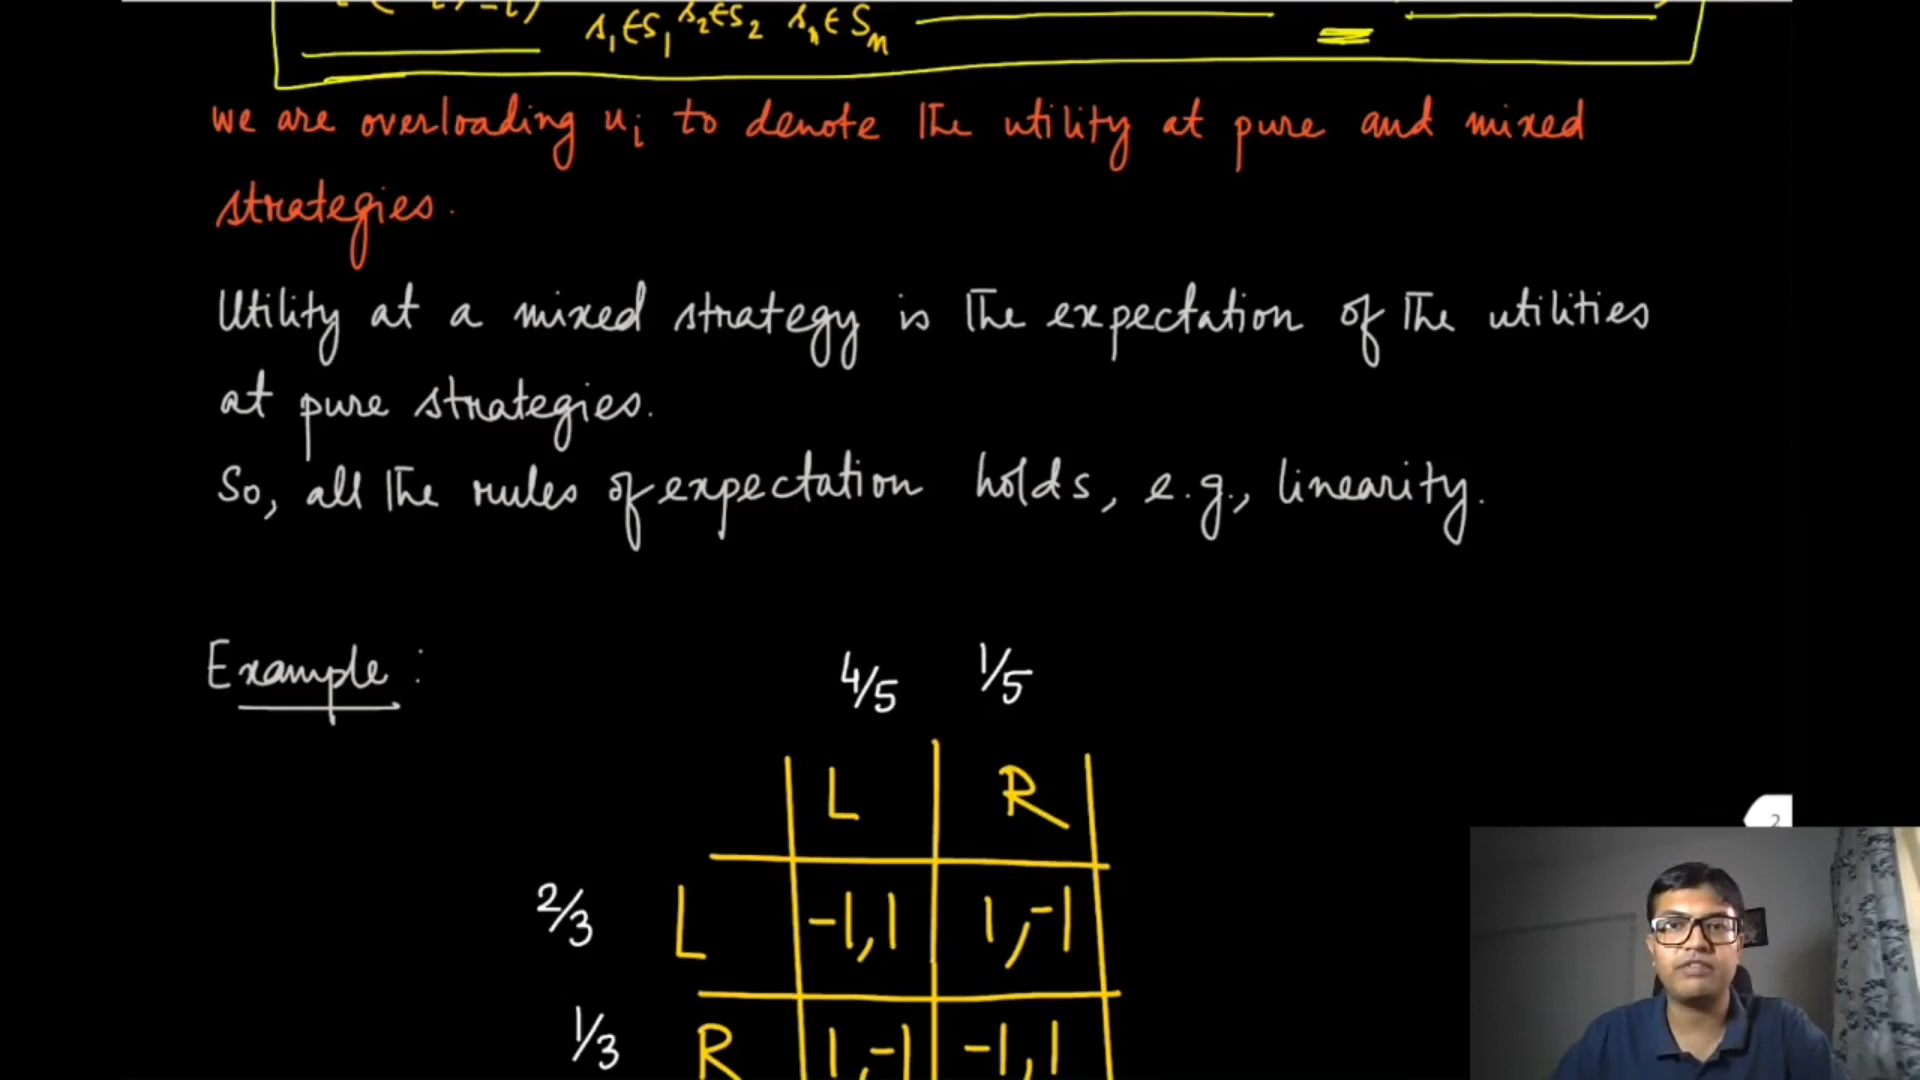 s₁∈S₁ s₂∈S₂ sₙ∈Sₙ
we are overloading uᵢ to denote the utility at pure and mixed
strategies.
Utility at a mixed strategy is the expectation of the utilities
at pure strategies.
So, all the rules of expectation holds, e.g., linearity.
Example :
4/5 1/5
L R
2/3 L -1,1 1,-1
1/3 R 1,-1 -1,1
2